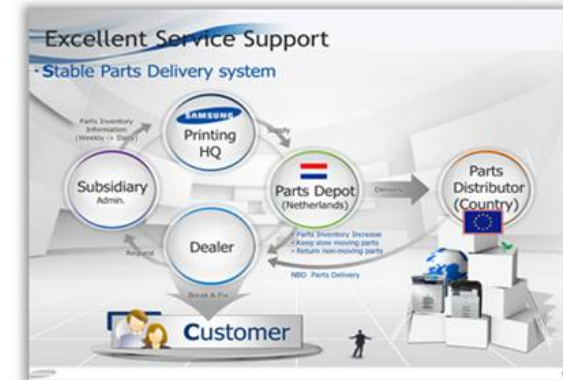 Excellent Service Support
· Stable Parts Delivery system
Parts Inventory
Information
(Weekly -> Daily)
SAMSUNG
Printing
HQ
Supply
Subsidiary
Admin.
Parts Depot
(Netherlands)
Delivery
Parts
Distributor
(Country)
Dealer
• Parts Inventory Increase
• Keep slow moving parts
• Return non-moving parts
Request
NBD Parts Delivery
Break & Fix
Customer